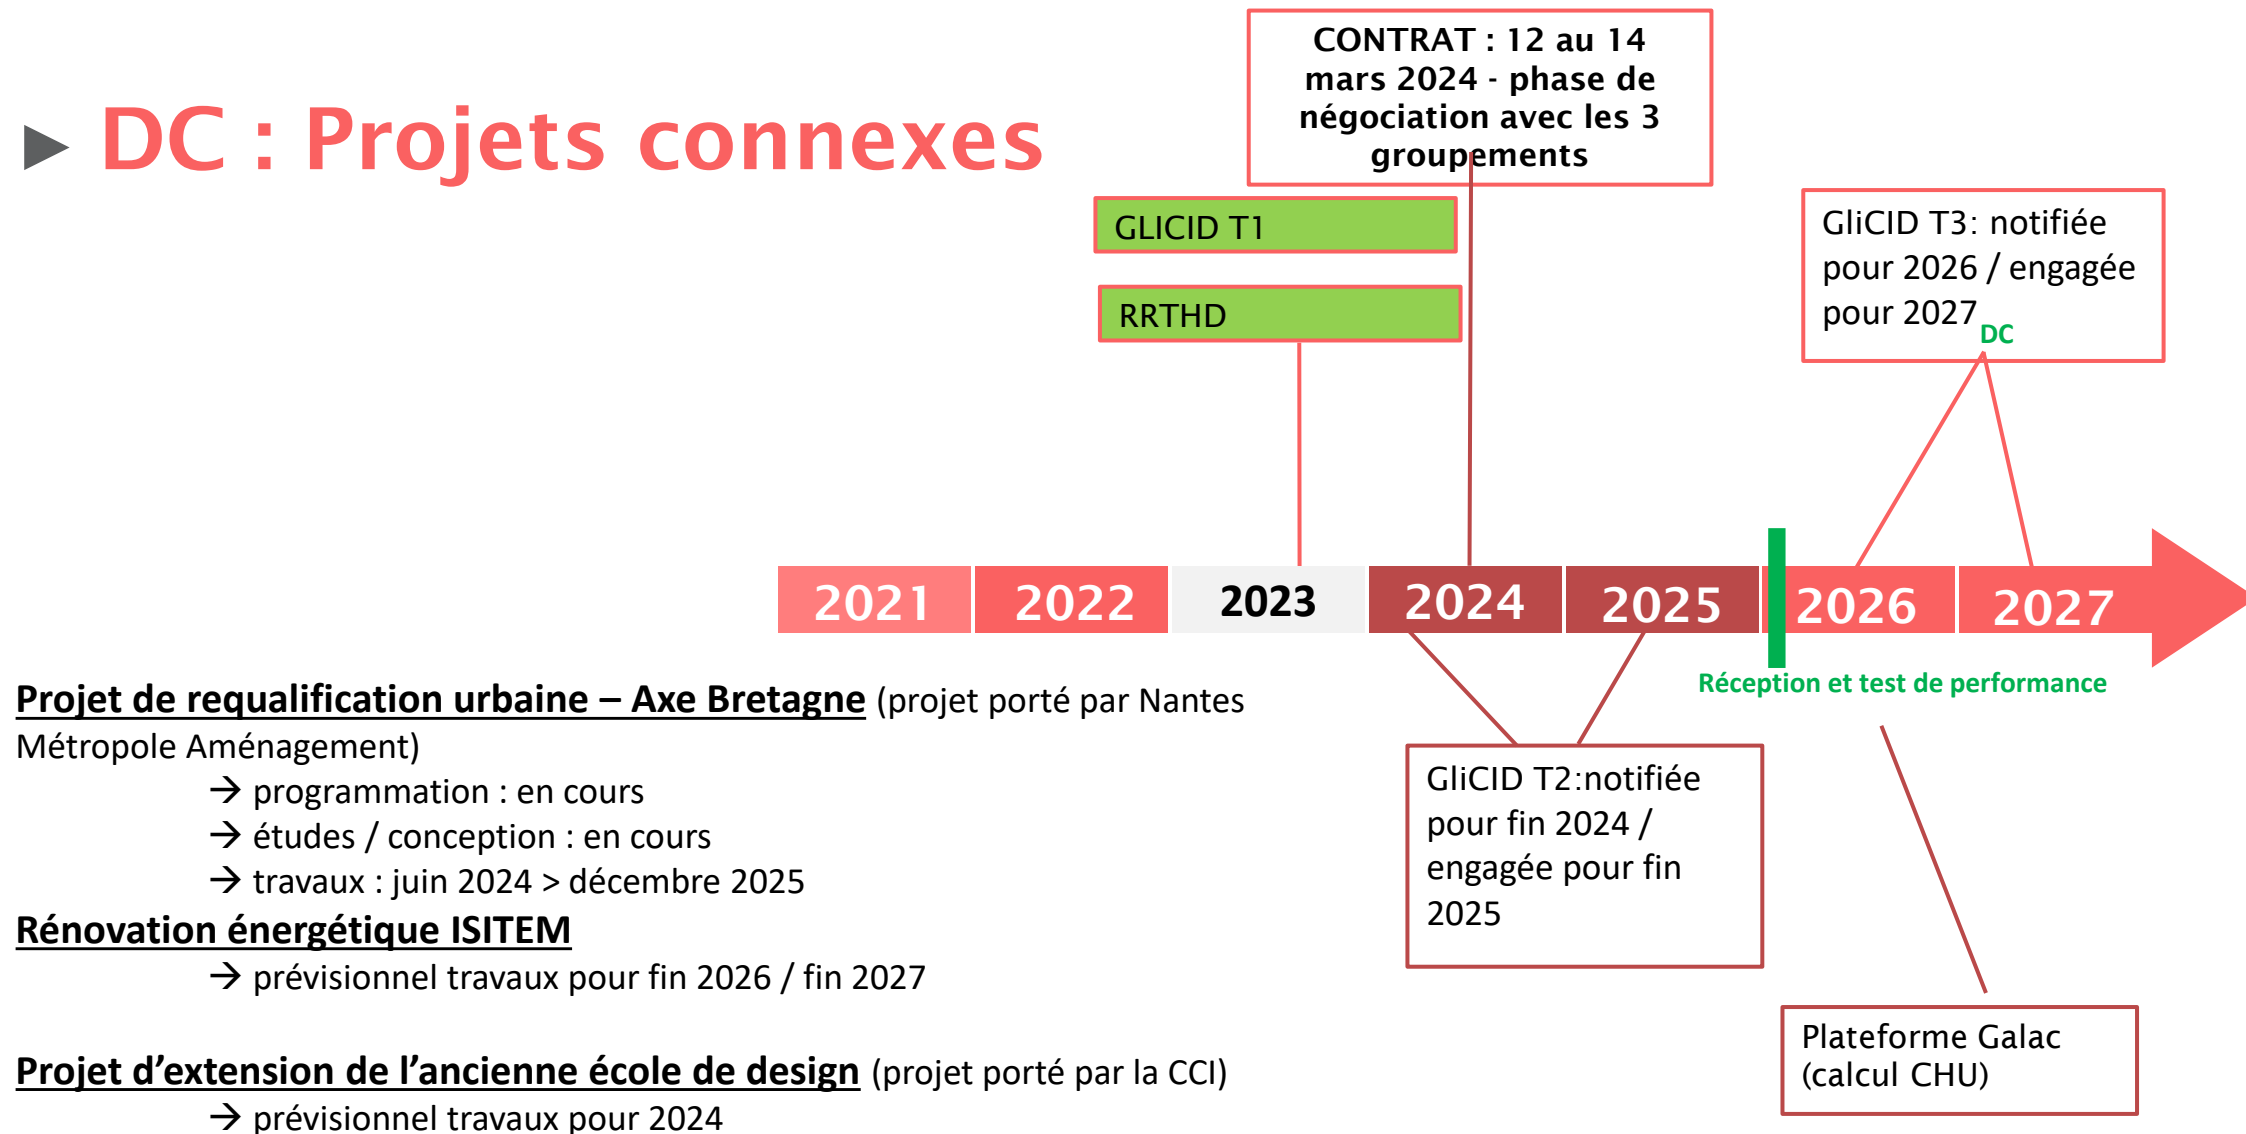 ► DC : Projets connexes
CONTRAT : 12 au 14
mars 2024 - phase de
négociation avec les 3
groupements
GLICID T1
RRTHD
GliCID T3: notifiée
pour 2026 / engagée
pour 2027
DC
2021 2022 2023 2024 2025 2026 2027
Réception et test de performance
Projet de requalification urbaine – Axe Bretagne (projet porté par Nantes
Métropole Aménagement)
→ programmation : en cours
→ études / conception : en cours
→ travaux : juin 2024 > décembre 2025
Rénovation énergétique ISITEM
→ prévisionnel travaux pour fin 2026 / fin 2027
Projet d’extension de l’ancienne école de design (projet porté par la CCI)
→ prévisionnel travaux pour 2024
GliCID T2:notifiée
pour fin 2024 /
engagée pour fin
2025
Plateforme Galac
(calcul CHU)